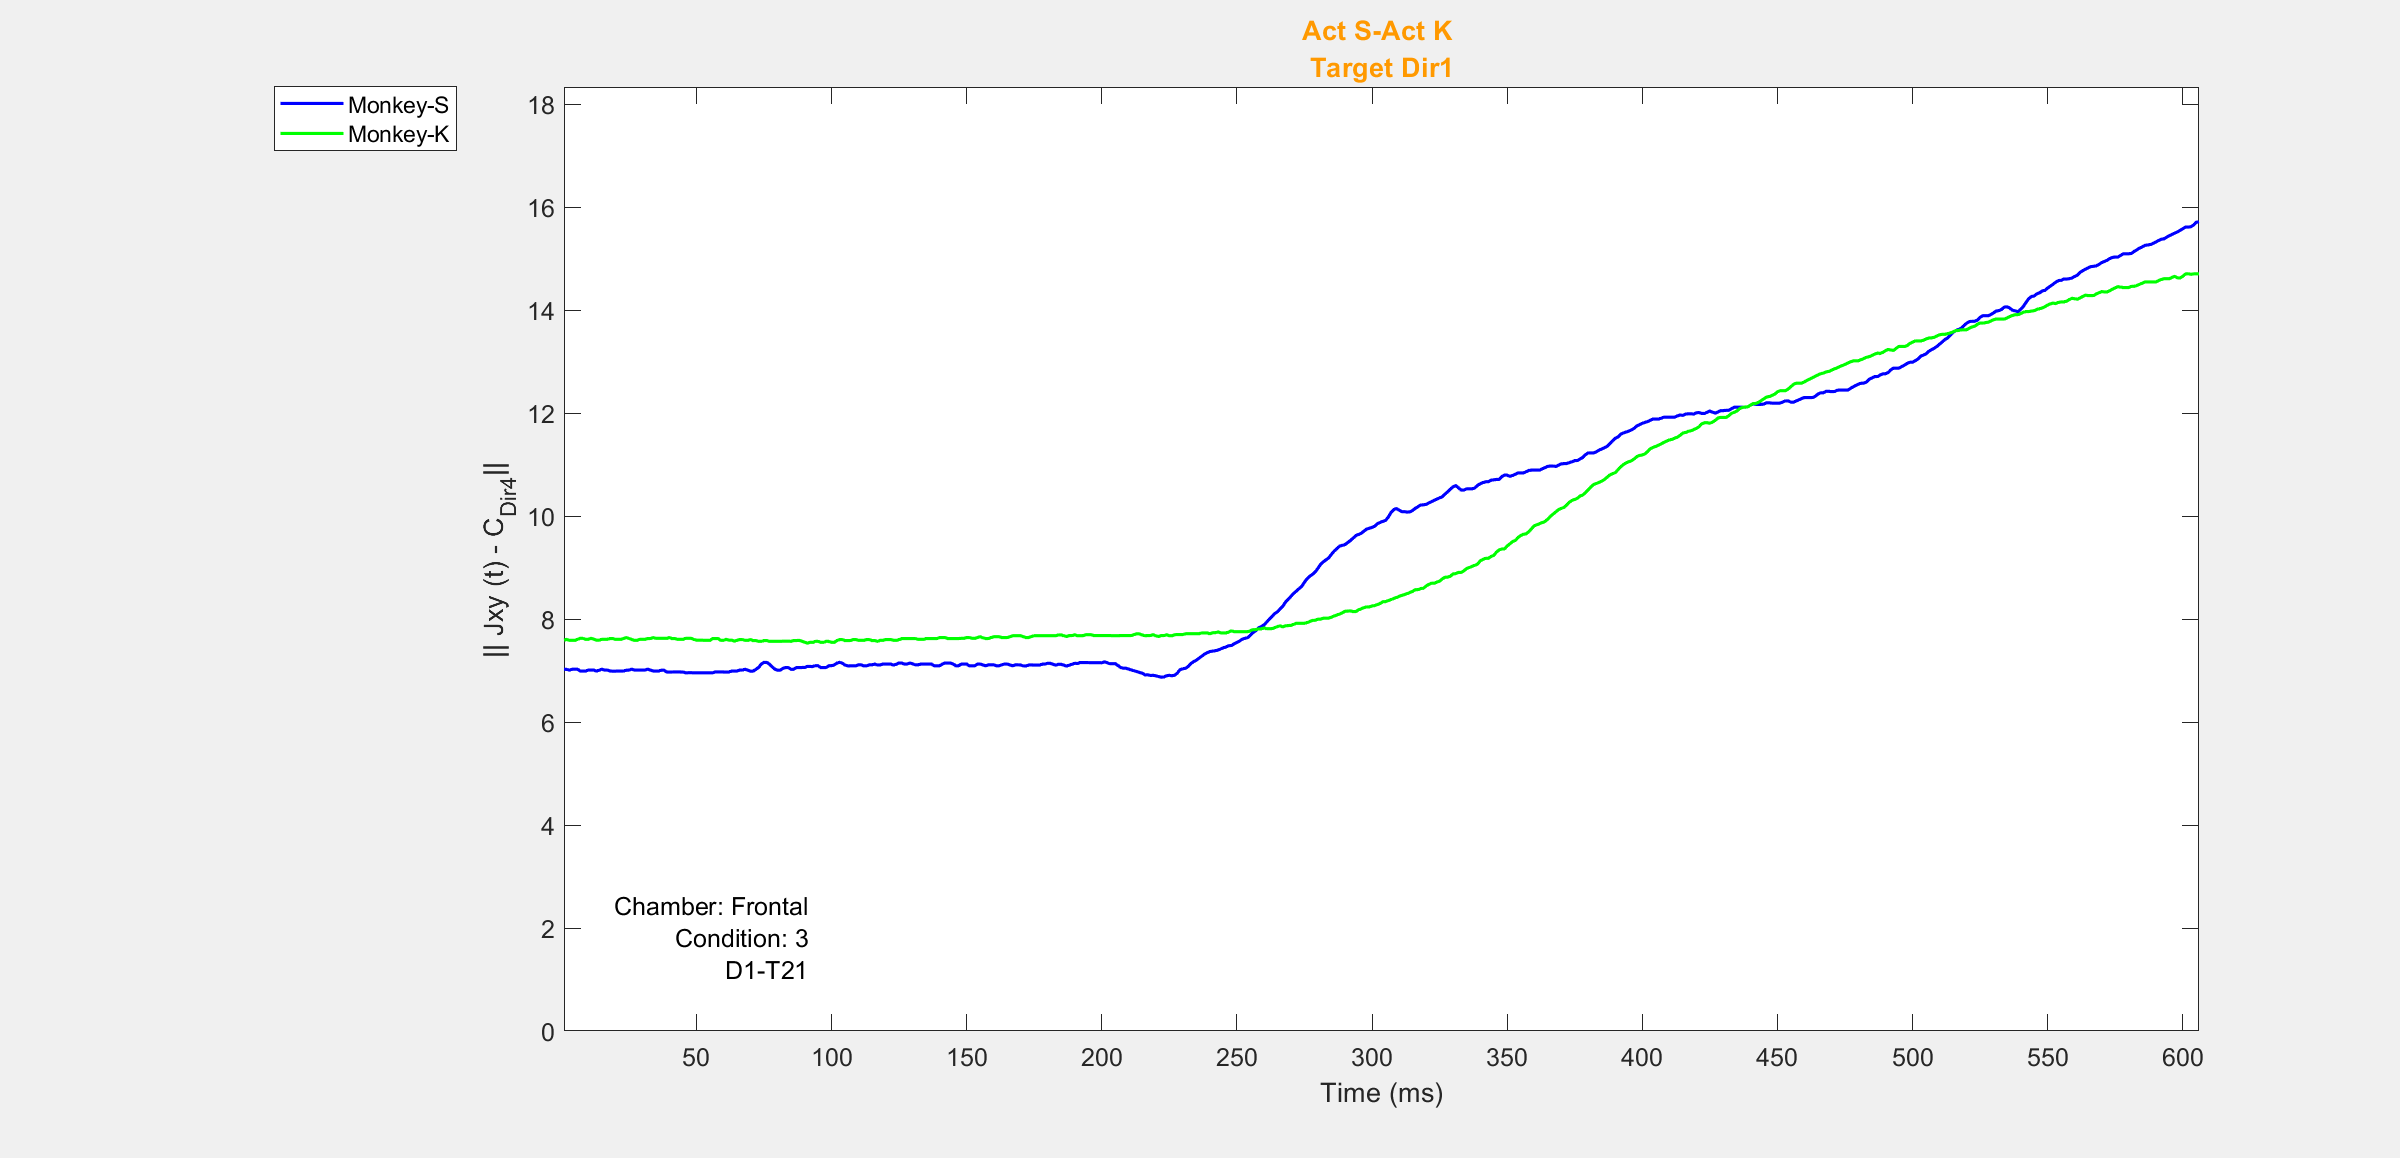 Act S-Act K
Target Dir1
Monkey-S
Monkey-K
|| Jxy (t) - C_Dir4||
18
16
14
12
10
8
6
4
2
0
Chamber: Frontal
Condition: 3
D1-T21
50 100 150 200 250 300 350 400 450 500 550 600
Time (ms)